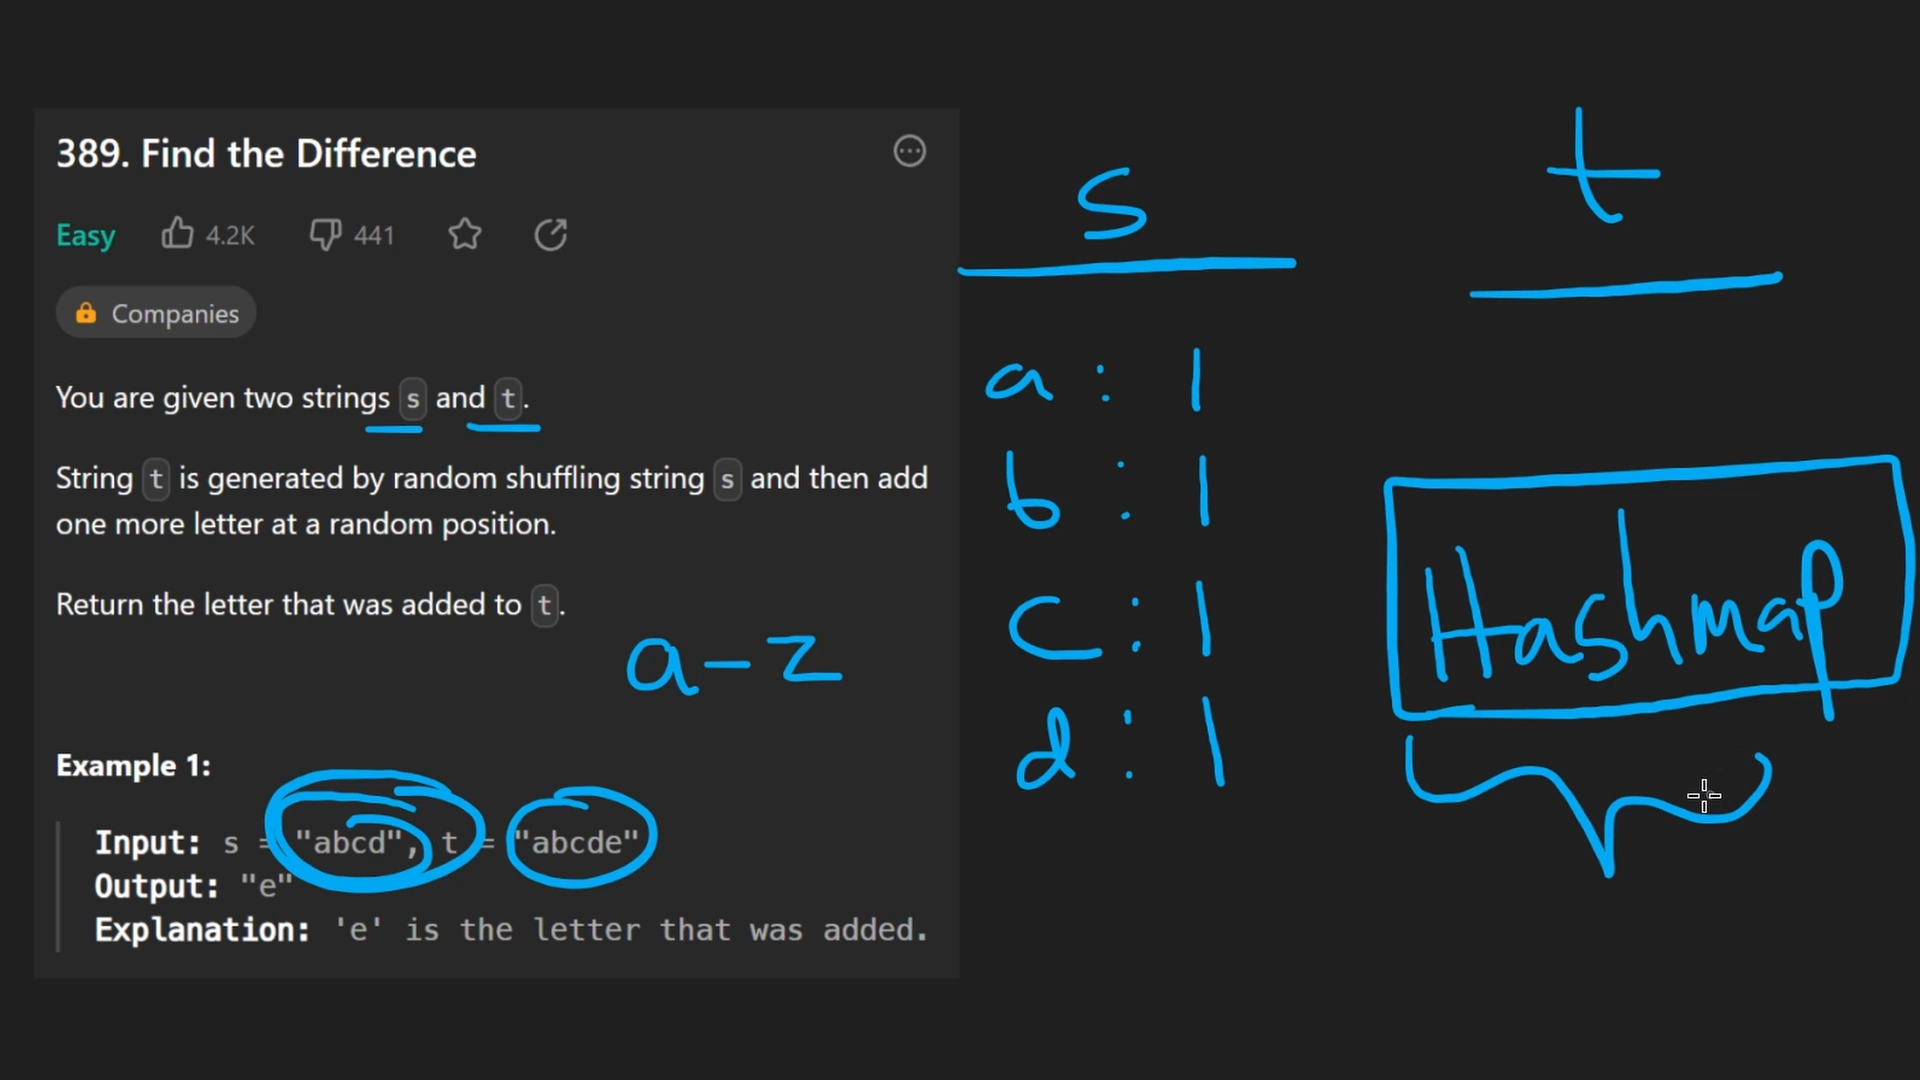 389. Find the Difference
Easy 4.2K 441
Companies
You are given two strings s and t.
String t is generated by random shuffling string s and then add
one more letter at a random position.
Return the letter that was added to t.
a-z
Example 1:
Input: s = "abcd", t = "abcde"
Output: "e"
Explanation: 'e' is the letter that was added.
s
a : 1
b : 1
c : 1
d : 1
t
Hashmap